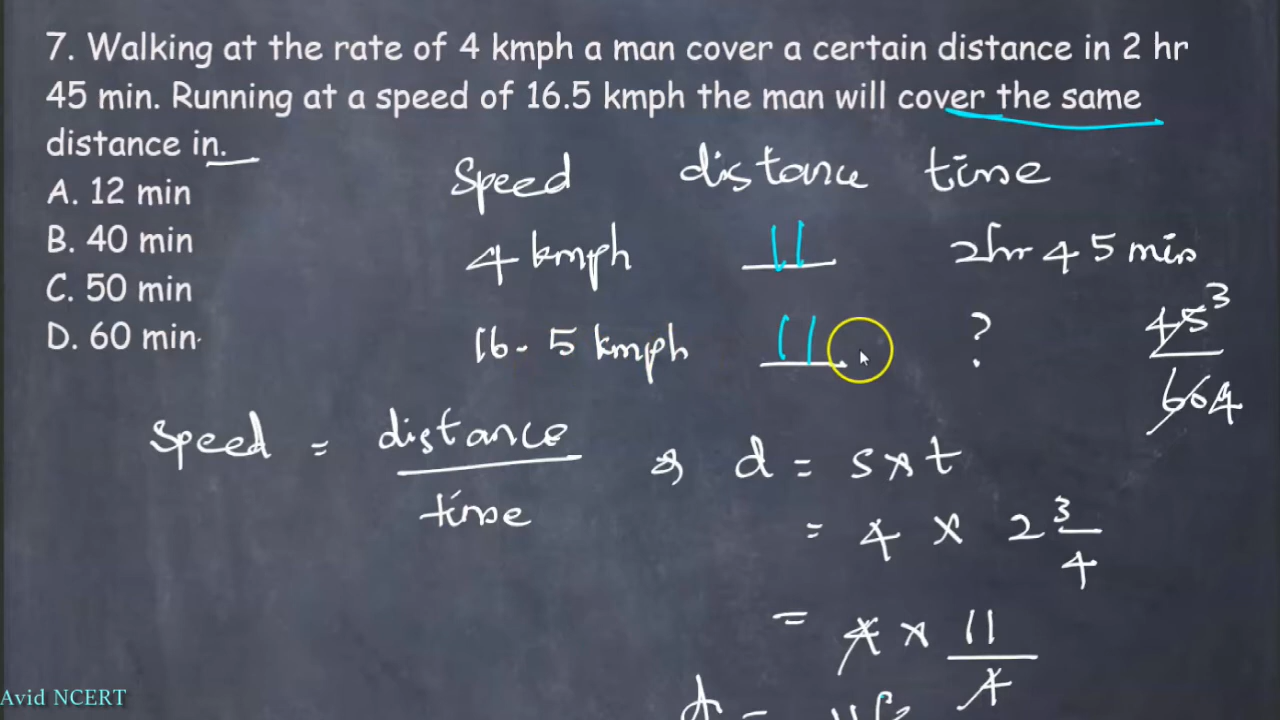 7. Walking at the rate of 4 kmph a man cover a certain distance in 2 hr
45 min. Running at a speed of 16.5 kmph the man will cover the same
distance in.
A. 12 min
B. 40 min
C. 50 min
D. 60 min.
Speed distance time
4 kmph 11 2hr 45 min
16.5 kmph 11 ?
45 3
60 4
Speed = distance / time
d = s x t
= 4 x 2 3/4
= 4 x 11/4
d =
Avid NCERT